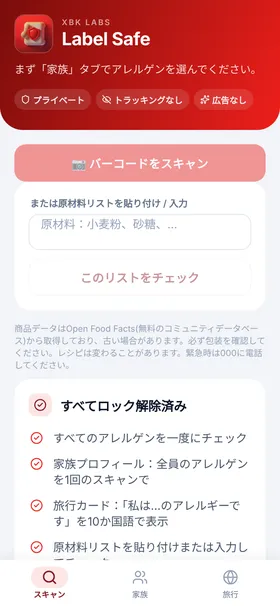 XBK LABS
Label Safe
まず「家族」タブでアレルゲンを選んでください。
プライベート
トラッキングなし
広告なし
バーコードをスキャン
または原材料リストを貼り付け / 入力
原材料：小麦粉、砂糖、...
このリストをチェック
商品データはOpen Food Facts(無料のコミュニティデータベー
ス)から取得しており、古い場合があります。必ず包装を確認して
ください。レシピは変わることがあります。緊急時は000に電話
してください。
すべてロック解除済み
すべてのアレルゲンを一度にチェック
家族プロフィール：全員のアレルゲン
を1回のスキャンで
旅行カード：「私は...のアレルギーで
す」を10か国語で表示
原材料リストを貼り付けまたは入力し
スキャン
家族
旅行